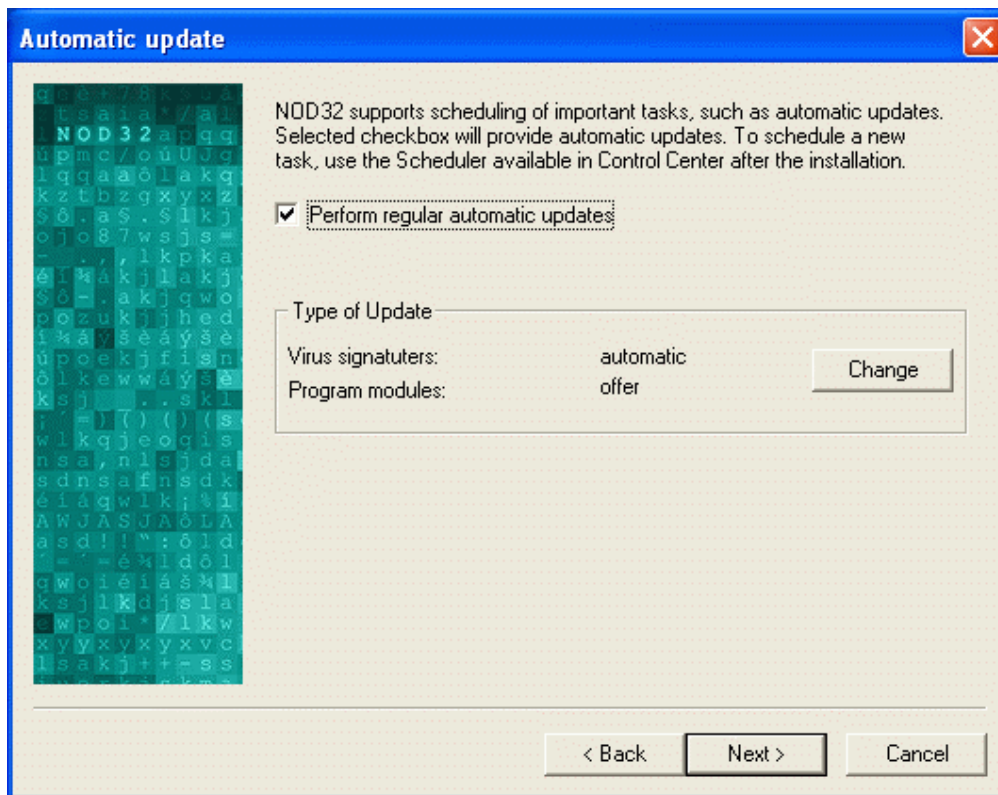 Automatic update
NOD32
NOD32 supports scheduling of important tasks, such as automatic updates.
Selected checkbox will provide automatic updates. To schedule a new
task, use the Scheduler available in Control Center after the installation.
Perform regular automatic updates
Type of Update
Virus signatuters: automatic
Program modules: offer
Change
< Back
Next >
Cancel